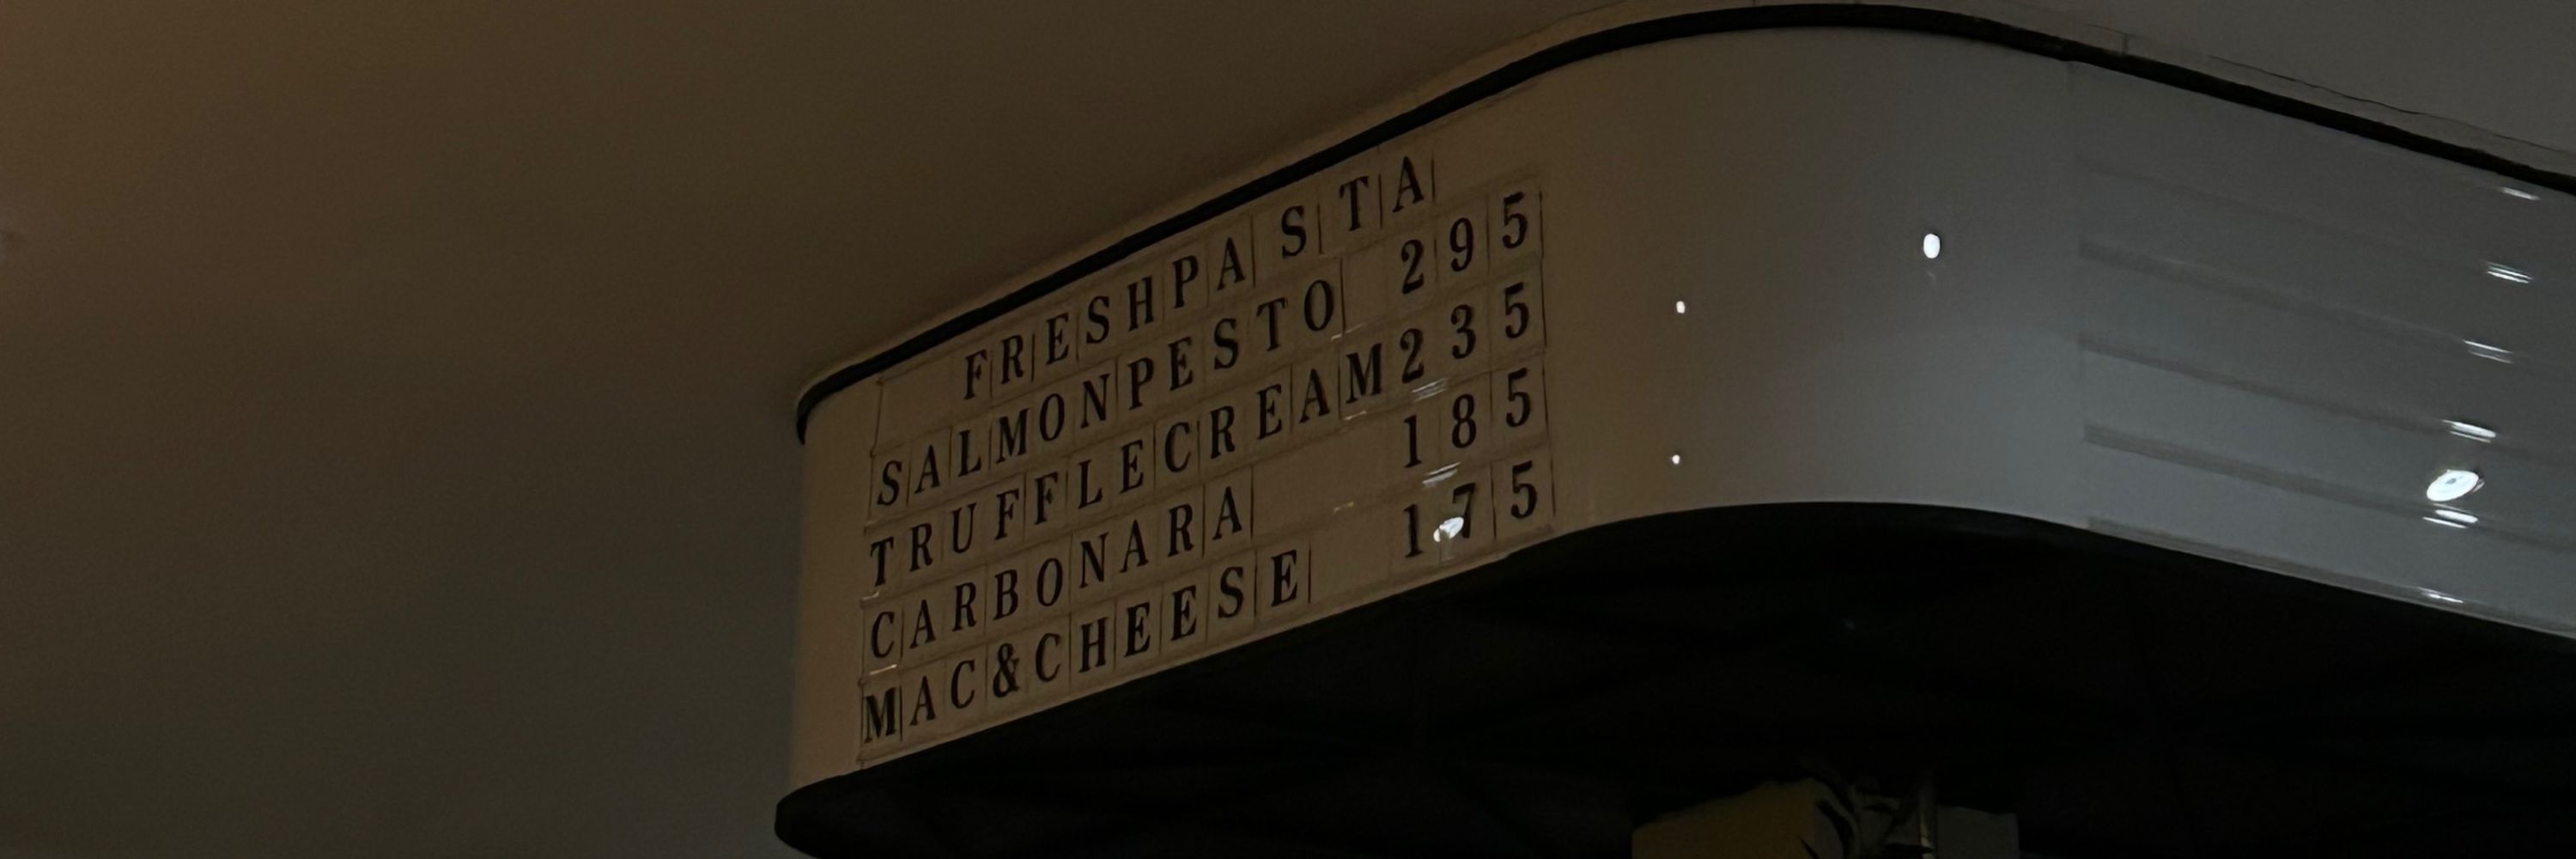 FRESHPASTA
SALMONPESTO 295
TRUFFLECREAM235
CARBONARA 185
MAC&CHEESE 175